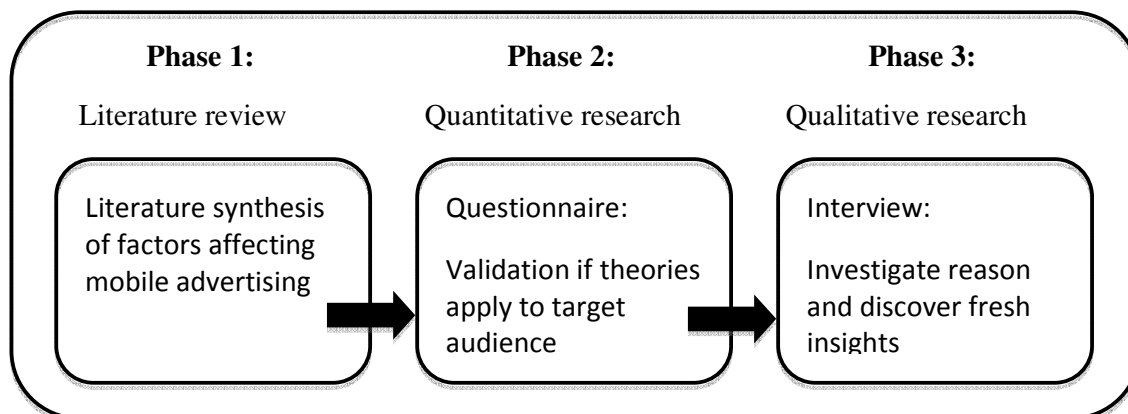 Phase 1:
Literature review
Literature synthesis
of factors affecting
mobile advertising
Phase 2:
Quantitative research
Questionnaire:
Validation if theories
apply to target
audience
Phase 3:
Qualitative research
Interview:
Investigate reason
and discover fresh
insights